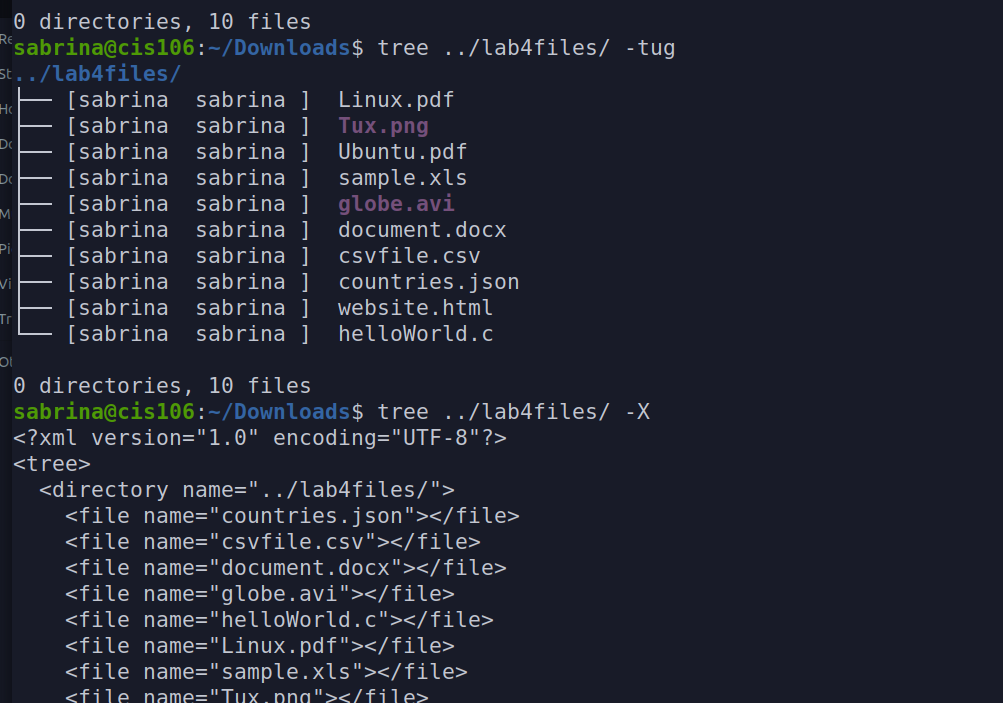 0 directories, 10 files
sabrina@cis106:~/Downloads$ tree ../lab4files/ -tug
../lab4files/
├── [sabrina  sabrina ]  Linux.pdf
├── [sabrina  sabrina ]  Tux.png
├── [sabrina  sabrina ]  Ubuntu.pdf
├── [sabrina  sabrina ]  sample.xls
├── [sabrina  sabrina ]  globe.avi
├── [sabrina  sabrina ]  document.docx
├── [sabrina  sabrina ]  csvfile.csv
├── [sabrina  sabrina ]  countries.json
├── [sabrina  sabrina ]  website.html
└── [sabrina  sabrina ]  helloWorld.c
0 directories, 10 files
sabrina@cis106:~/Downloads$ tree ../lab4files/ -X
<?xml version="1.0" encoding="UTF-8"?>
<tree>
  <directory name="../lab4files/">
    <file name="countries.json"></file>
    <file name="csvfile.csv"></file>
    <file name="document.docx"></file>
    <file name="globe.avi"></file>
    <file name="helloWorld.c"></file>
    <file name="Linux.pdf"></file>
    <file name="sample.xls"></file>
    <file name="Tux.png"></file>